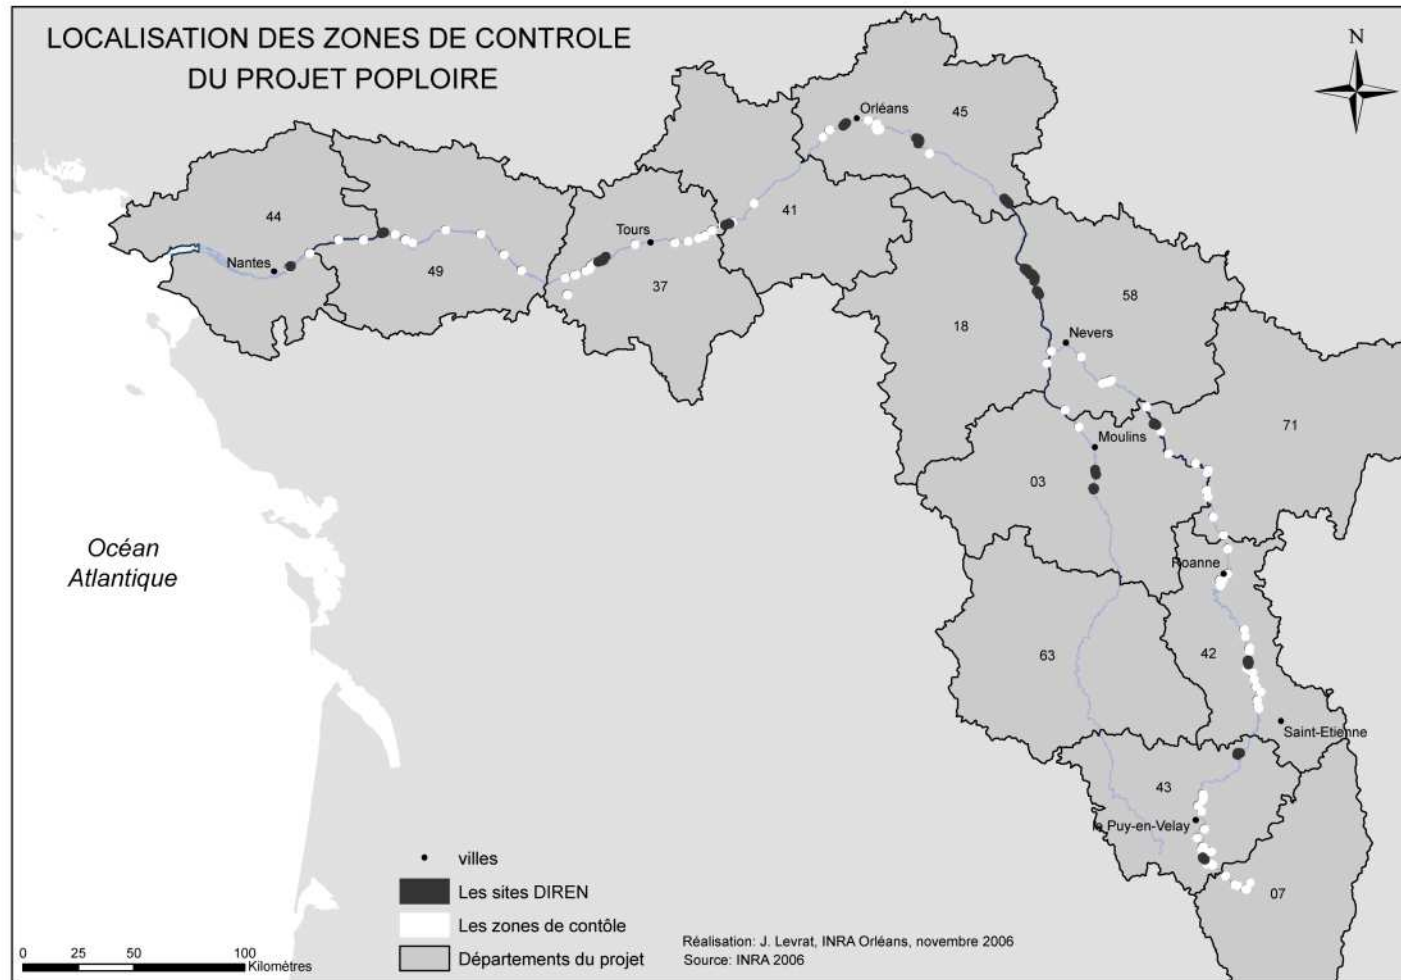 LOCALISATION DES ZONES DE CONTROLE
DU PROJET POPLOIRE
N
Orléans
45
44
41
Tours
Nantes
49
37
58
18
Nevers
71
Moulins
03
Océan
Atlantique
Roanne
63
42
Saint-Etienne
43
le Puy-en-Velay
07
villes
Les sites DIREN
Les zones de contôle
Départements du projet
0 25 50 100
Kilomètres
Réalisation: J. Levrat, INRA Orléans, novembre 2006
Source: INRA 2006